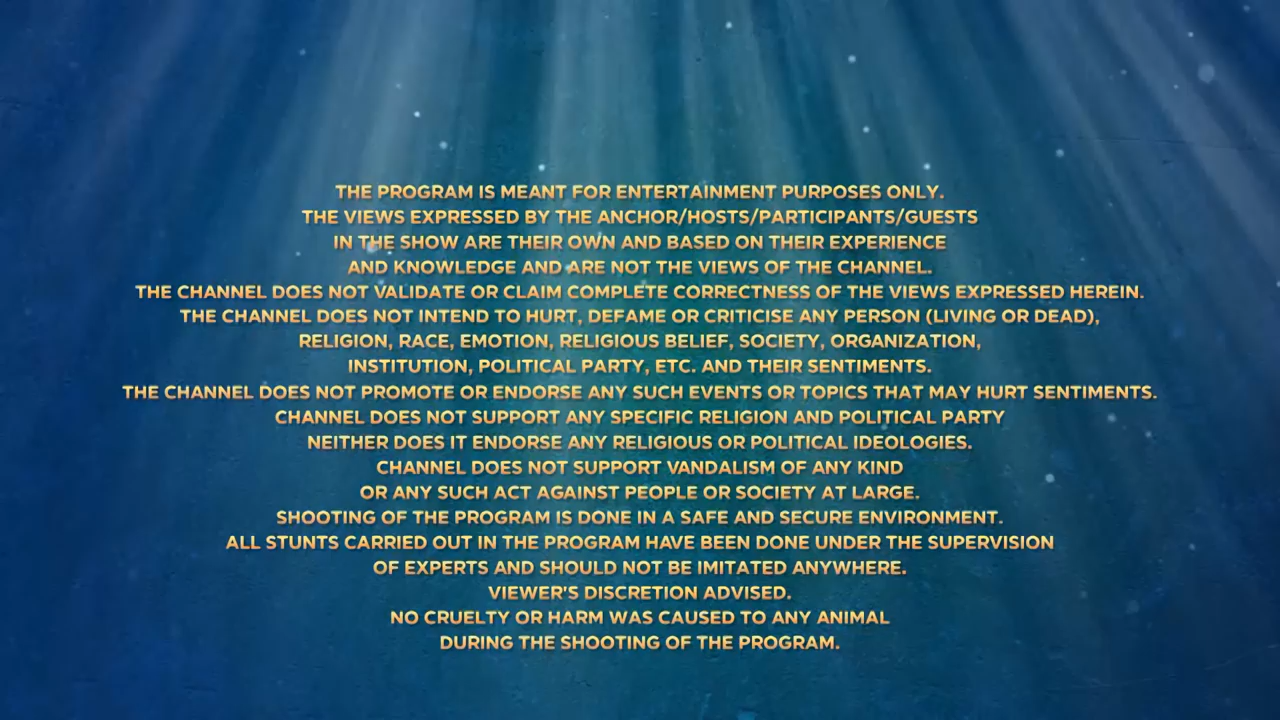 THE PROGRAM IS MEANT FOR ENTERTAINMENT PURPOSES ONLY.
THE VIEWS EXPRESSED BY THE ANCHOR/HOSTS/PARTICIPANTS/GUESTS
IN THE SHOW ARE THEIR OWN AND BASED ON THEIR EXPERIENCE
AND KNOWLEDGE AND ARE NOT THE VIEWS OF THE CHANNEL.
THE CHANNEL DOES NOT VALIDATE OR CLAIM COMPLETE CORRECTNESS OF THE VIEWS EXPRESSED HEREIN.
THE CHANNEL DOES NOT INTEND TO HURT, DEFAME OR CRITICISE ANY PERSON (LIVING OR DEAD),
RELIGION, RACE, EMOTION, RELIGIOUS BELIEF, SOCIETY, ORGANIZATION,
INSTITUTION, POLITICAL PARTY, ETC. AND THEIR SENTIMENTS.
THE CHANNEL DOES NOT PROMOTE OR ENDORSE ANY SUCH EVENTS OR TOPICS THAT MAY HURT SENTIMENTS.
CHANNEL DOES NOT SUPPORT ANY SPECIFIC RELIGION AND POLITICAL PARTY
NEITHER DOES IT ENDORSE ANY RELIGIOUS OR POLITICAL IDEOLOGIES.
CHANNEL DOES NOT SUPPORT VANDALISM OF ANY KIND
OR ANY SUCH ACT AGAINST PEOPLE OR SOCIETY AT LARGE.
SHOOTING OF THE PROGRAM IS DONE IN A SAFE AND SECURE ENVIRONMENT.
ALL STUNTS CARRIED OUT IN THE PROGRAM HAVE BEEN DONE UNDER THE SUPERVISION
OF EXPERTS AND SHOULD NOT BE IMITATED ANYWHERE.
VIEWER'S DISCRETION ADVISED.
NO CRUELTY OR HARM WAS CAUSED TO ANY ANIMAL
DURING THE SHOOTING OF THE PROGRAM.